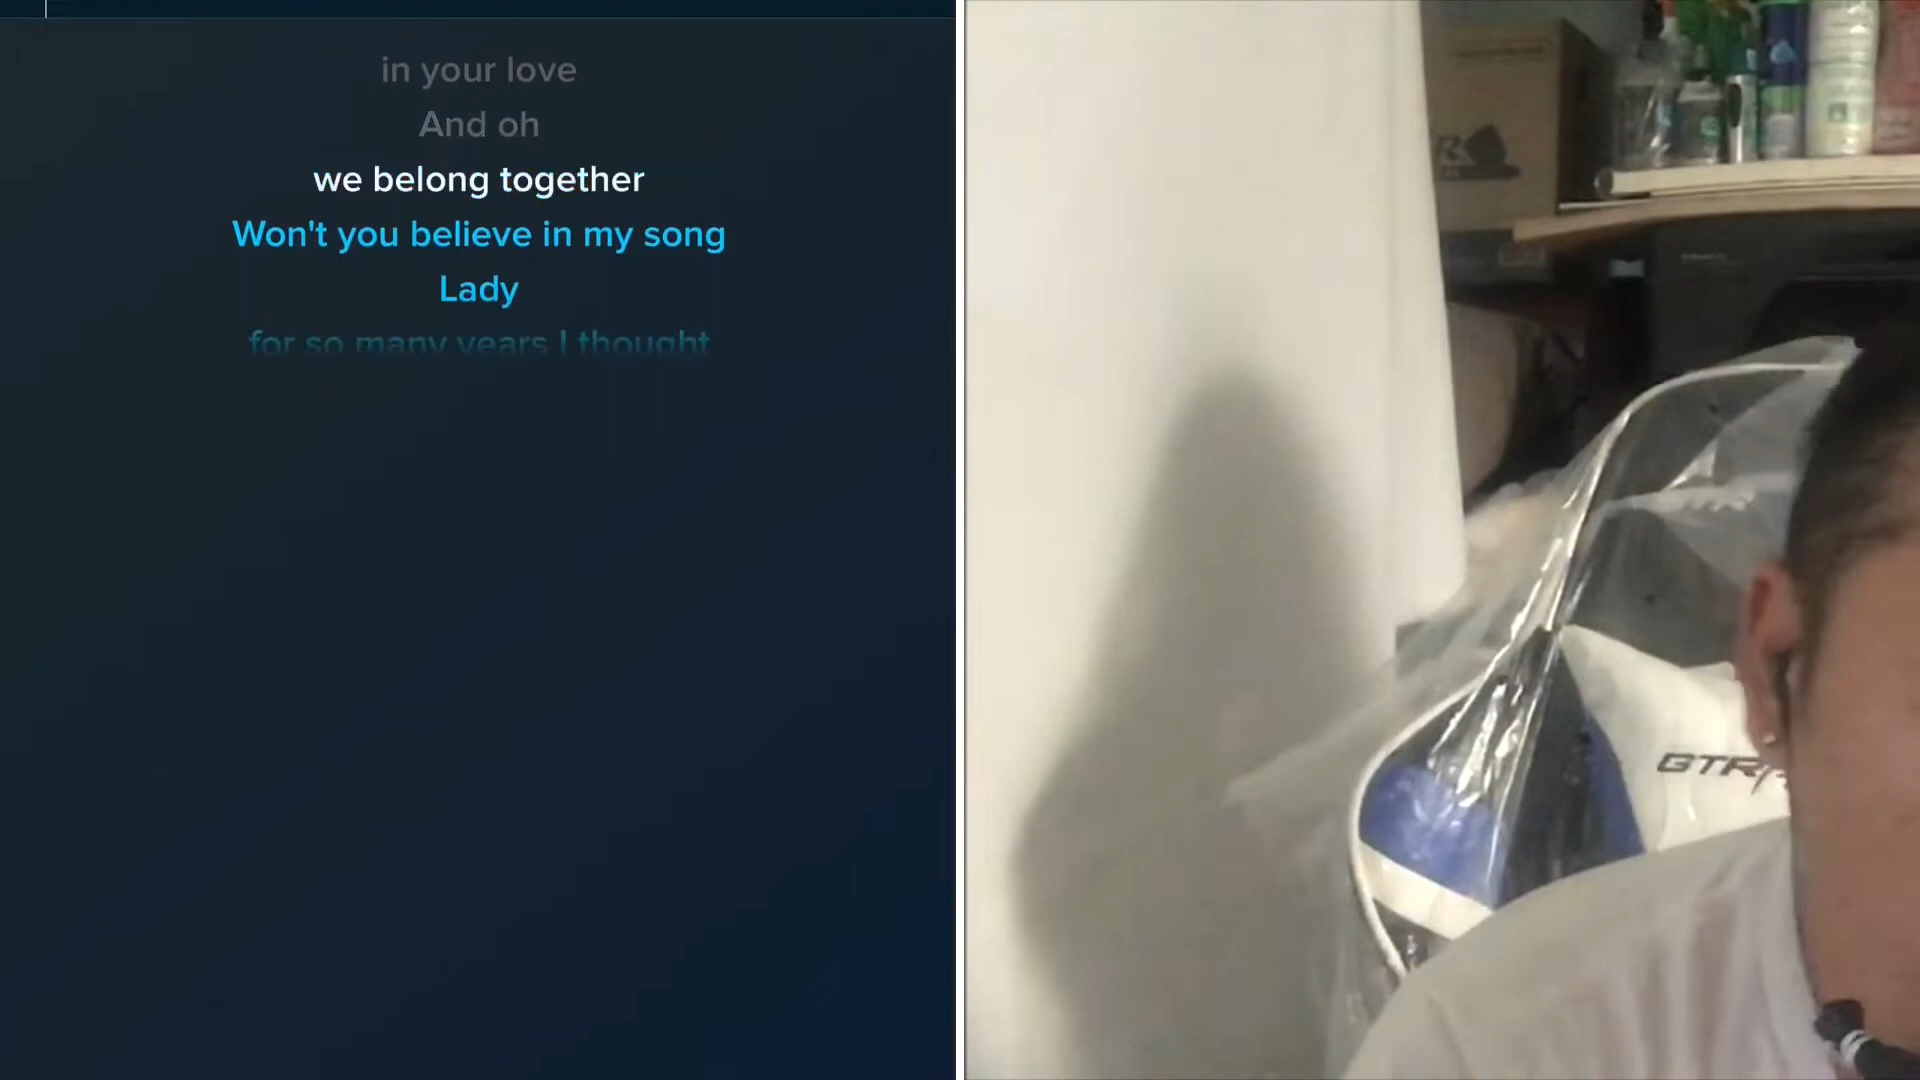 in your love
And oh
we belong together
Won't you believe in my song
Lady
for so many years I thought
GTR